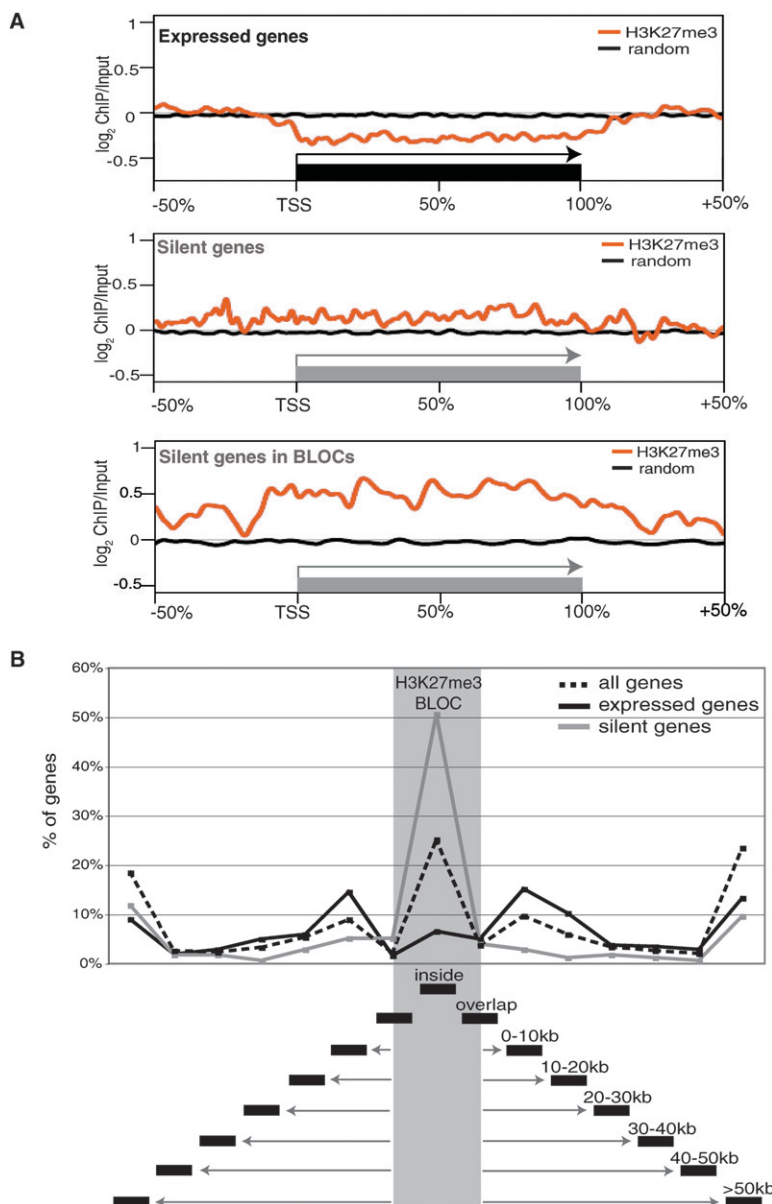 A
Expressed genes
H3K27me3
random
log2 ChIP/Input
1
0.5
0
-0.5
-50% TSS 50% 100% +50%
Silent genes
H3K27me3
random
log2 ChIP/Input
1
0.5
0
-0.5
-50% TSS 50% 100% +50%
Silent genes in BLOCs
H3K27me3
random
log2 ChIP/Input
1
0.5
0
-0.5
-50% TSS 50% 100% +50%
B
% of genes
60%
50%
40%
30%
20%
10%
0%
H3K27me3
BLOC
all genes
expressed genes
silent genes
inside
overlap
0-10kb
10-20kb
20-30kb
30-40kb
40-50kb
>50kb